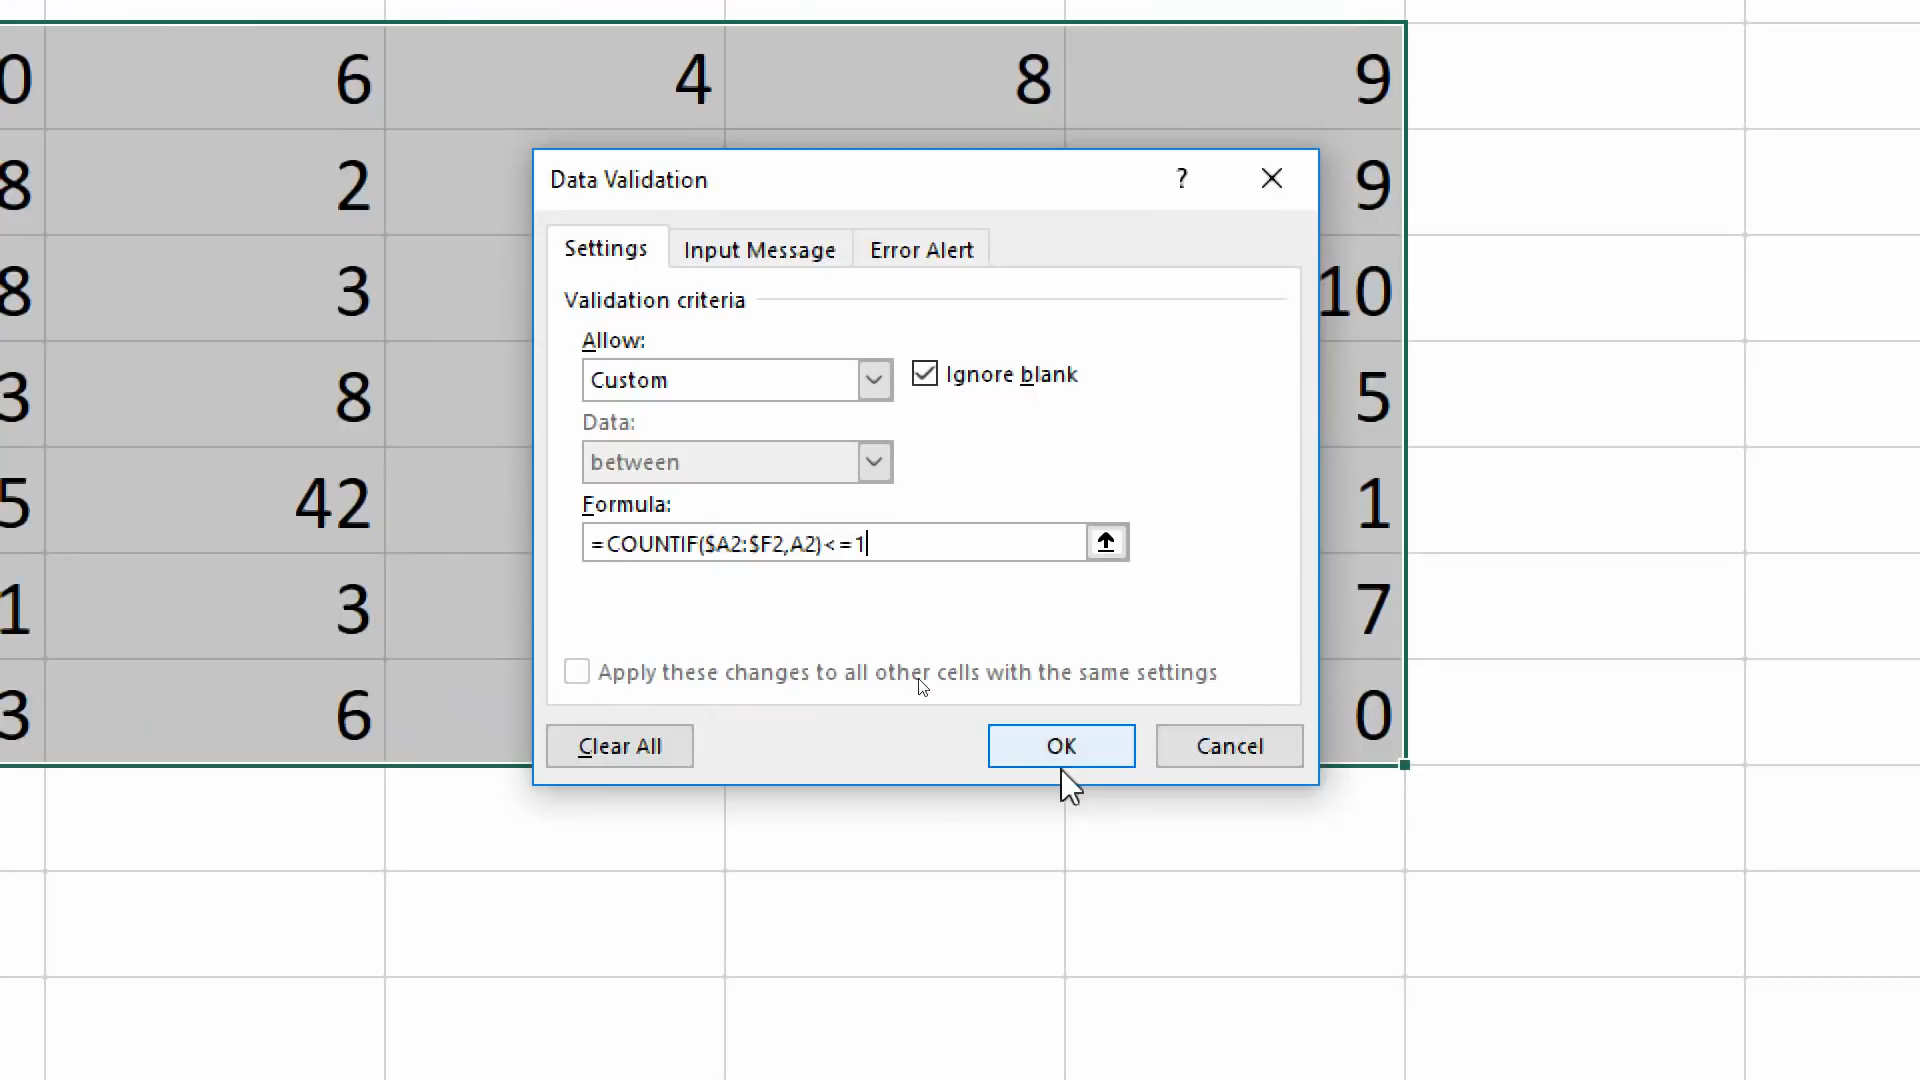 0 6 4 8 9
Data Validation ?
8 2 9
Settings Input Message Error Alert
Validation criteria
8 3 10
Allow:
Custom Ignore blank
3 8 5
Data:
between
5 42 1
Formula:
=COUNTIF($A2:$F2,A2)<=1
1 3 7
Apply these changes to all other cells with the same settings
3 6 0
Clear All OK Cancel